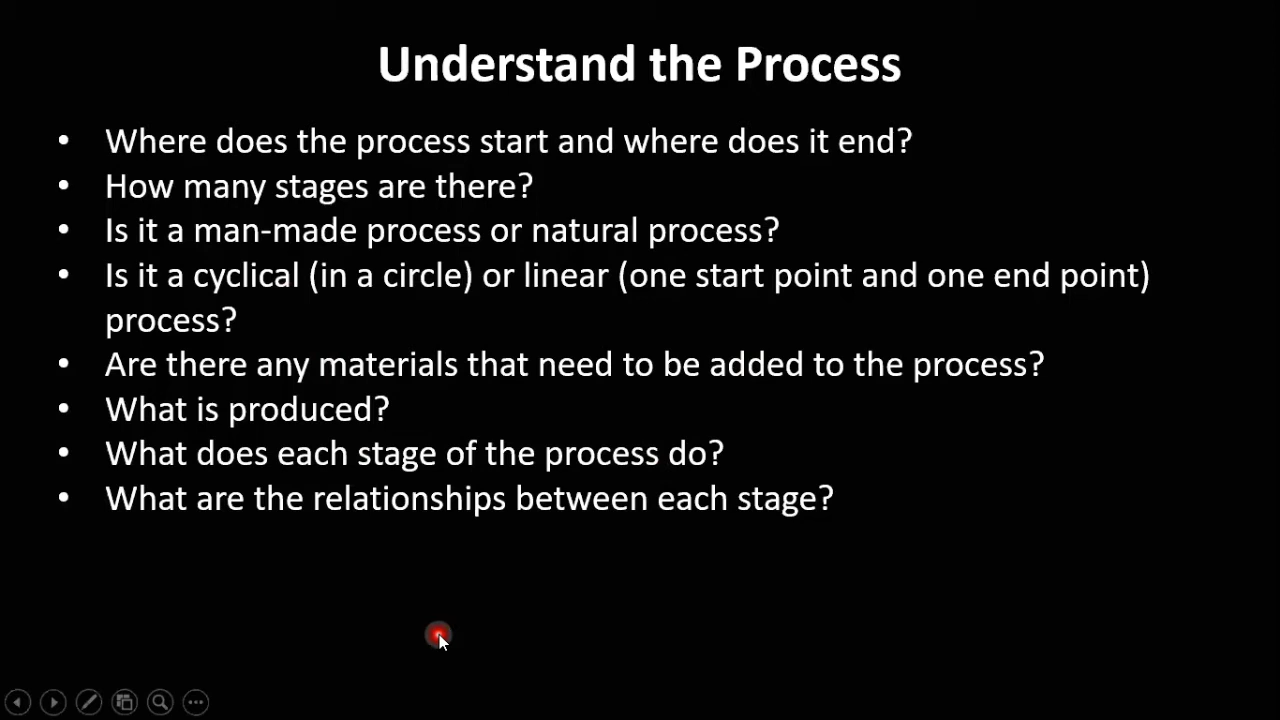 Understand the Process
• Where does the process start and where does it end?
• How many stages are there?
• Is it a man-made process or natural process?
• Is it a cyclical (in a circle) or linear (one start point and one end point)
process?
• Are there any materials that need to be added to the process?
• What is produced?
• What does each stage of the process do?
• What are the relationships between each stage?